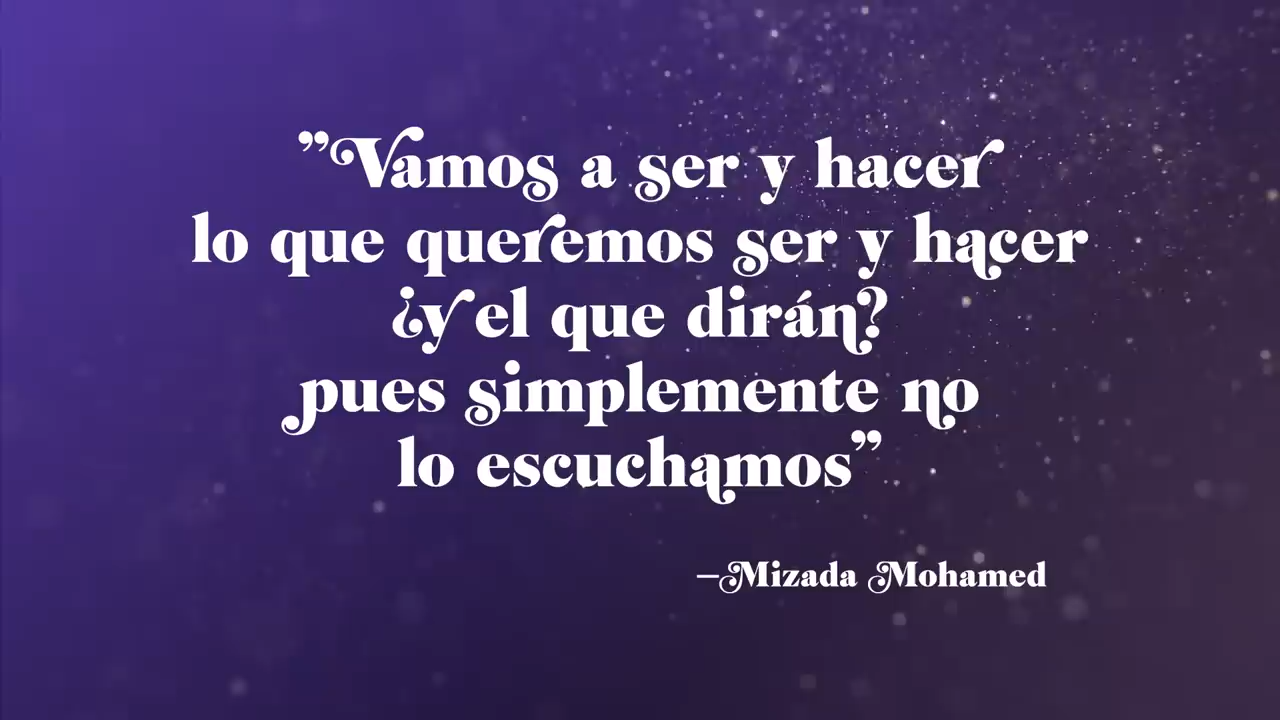 ”Vamos a ser y hacer
lo que queremos ser y hacer
¿y el que dirán?
pues simplemente no
lo escuchamos”
–Mizada Mohamed